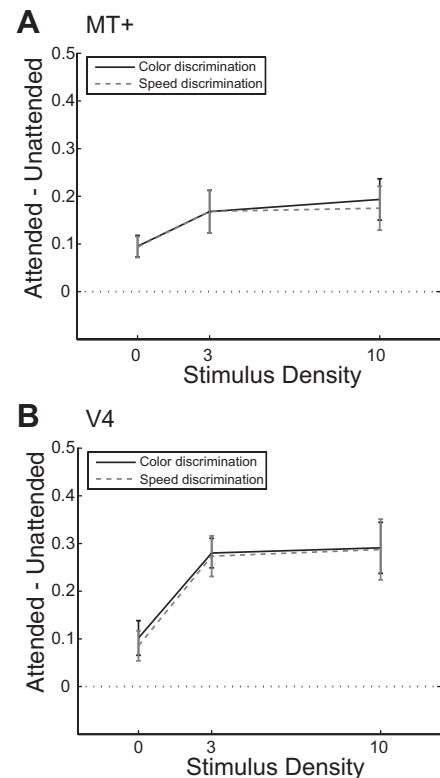 A MT+
0.5
Color discrimination
Speed discrimination
0.4
0.3
0.2
0.1
0
Attended - Unattended
0 3 10
Stimulus Density
B V4
0.5
Color discrimination
Speed discrimination
0.4
0.3
0.2
0.1
0
Attended - Unattended
0 3 10
Stimulus Density